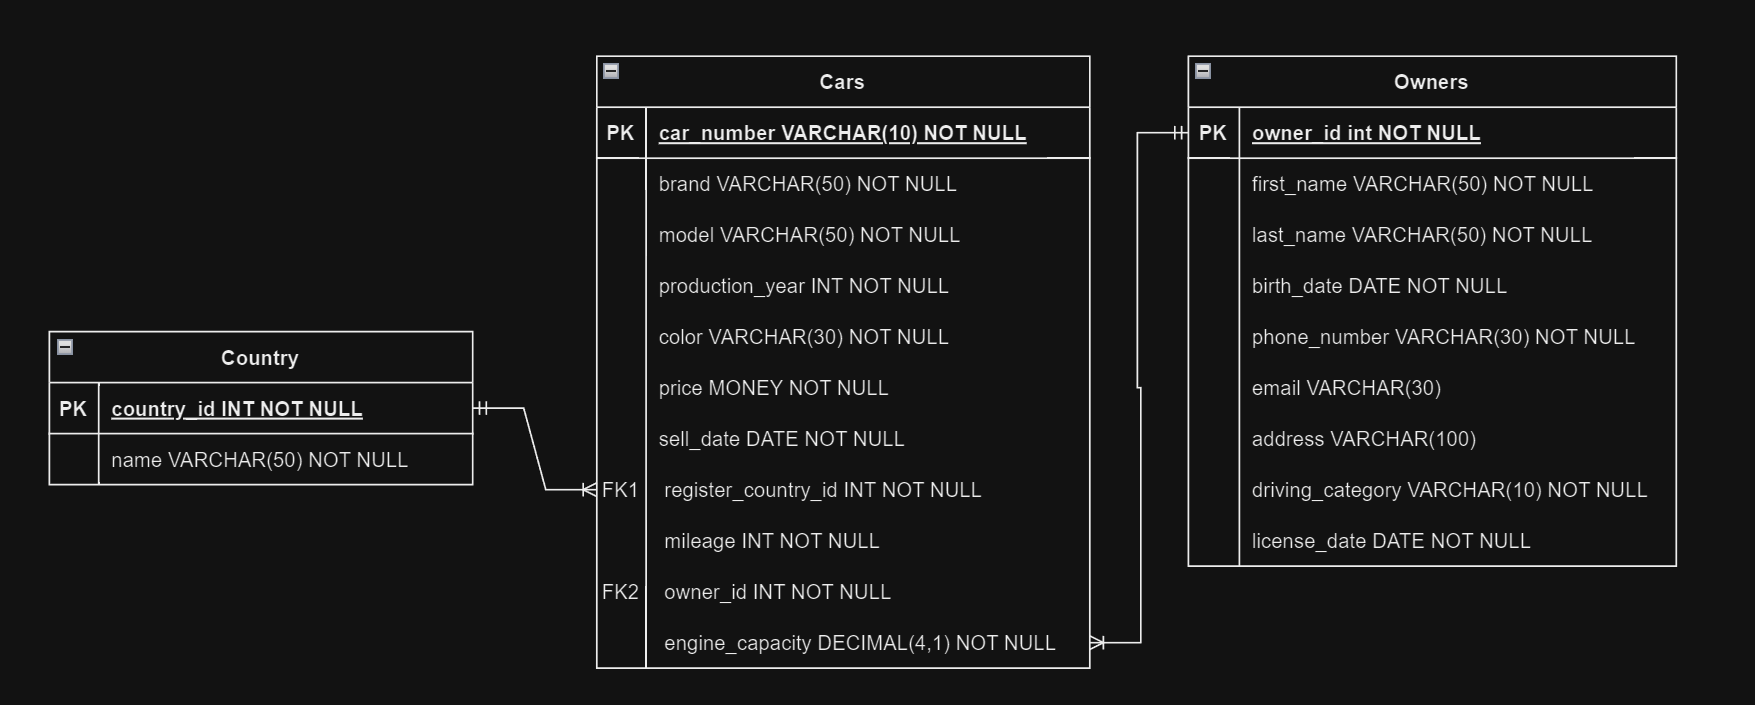 Country
PK country_id INT NOT NULL
name VARCHAR(50) NOT NULL
Cars
PK car_number VARCHAR(10) NOT NULL
brand VARCHAR(50) NOT NULL
model VARCHAR(50) NOT NULL
production_year INT NOT NULL
color VARCHAR(30) NOT NULL
price MONEY NOT NULL
sell_date DATE NOT NULL
FK1 register_country_id INT NOT NULL
mileage INT NOT NULL
FK2 owner_id INT NOT NULL
engine_capacity DECIMAL(4,1) NOT NULL
Owners
PK owner_id int NOT NULL
first_name VARCHAR(50) NOT NULL
last_name VARCHAR(50) NOT NULL
birth_date DATE NOT NULL
phone_number VARCHAR(30) NOT NULL
email VARCHAR(30)
address VARCHAR(100)
driving_category VARCHAR(10) NOT NULL
license_date DATE NOT NULL